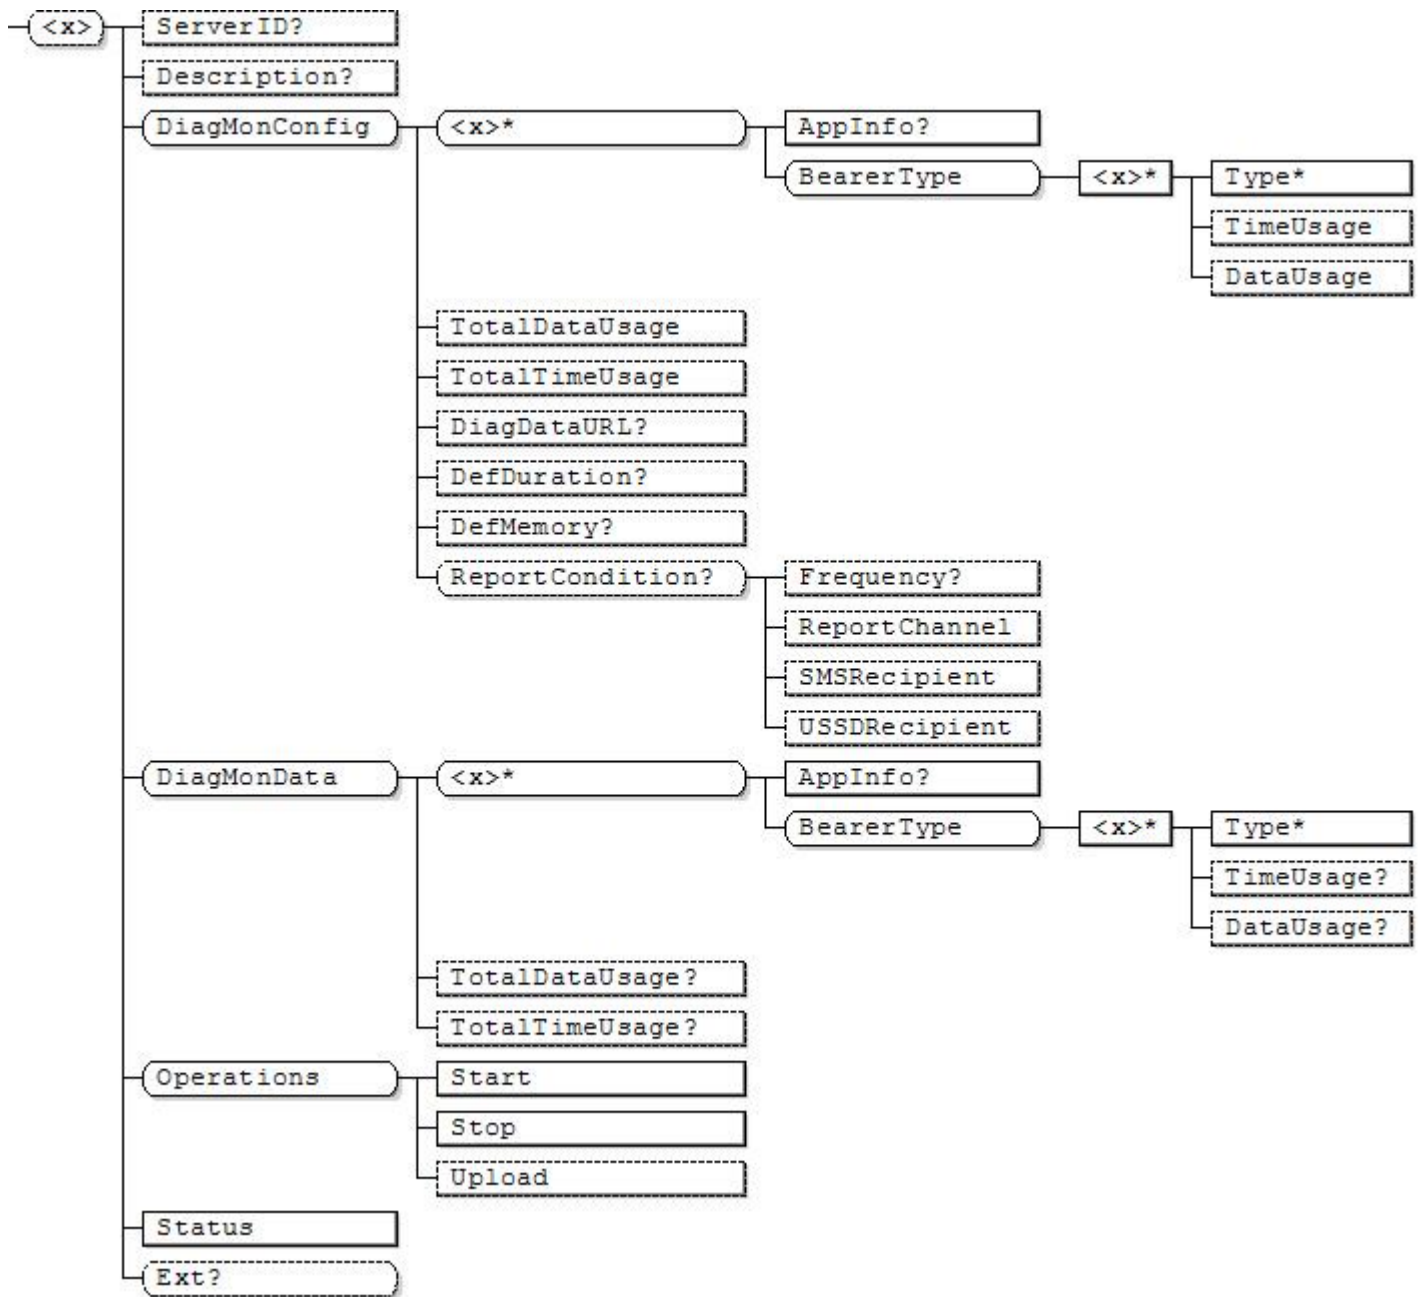 <x>
ServerID?
Description?
DiagMonConfig
<x>*
AppInfo?
BearerType
<x>*
Type*
TimeUsage
DataUsage
TotalDataUsage
TotalTimeUsage
DiagDataURL?
DefDuration?
DefMemory?
ReportCondition?
Frequency?
ReportChannel
SMSRecipient
USSDRecipient
DiagMonData
<x>*
AppInfo?
BearerType
<x>*
Type*
TimeUsage?
DataUsage?
TotalDataUsage?
TotalTimeUsage?
Operations
Start
Stop
Upload
Status
Ext?